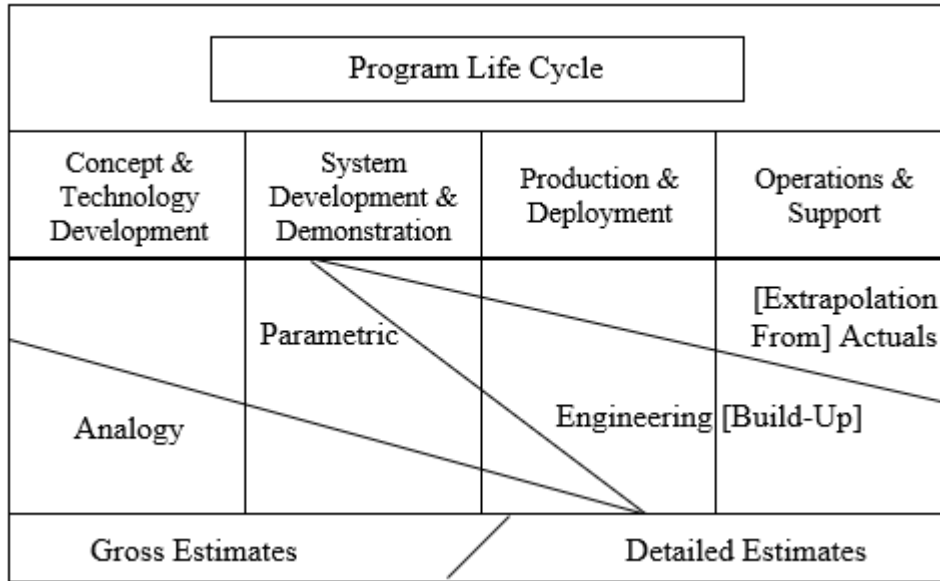 Program Life Cycle
Concept &
Technology
Development
System
Development &
Demonstration
Production &
Deployment
Operations &
Support
[Extrapolation
From] Actuals
Parametric
Analogy
Engineering [Build-Up]
Gross Estimates
Detailed Estimates